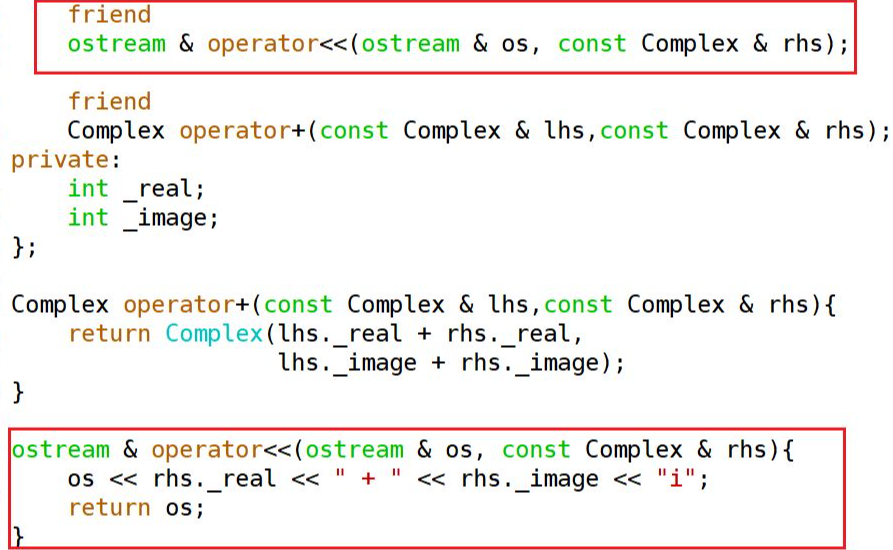 friend
ostream & operator<<(ostream & os, const Complex & rhs);
friend
Complex operator+(const Complex & lhs,const Complex & rhs);
private:
int _real;
int _image;
};
Complex operator+(const Complex & lhs,const Complex & rhs){
return Complex(lhs._real + rhs._real,
lhs._image + rhs._image);
}
ostream & operator<<(ostream & os, const Complex & rhs){
os << rhs._real << " + " << rhs._image << "i";
return os;
}